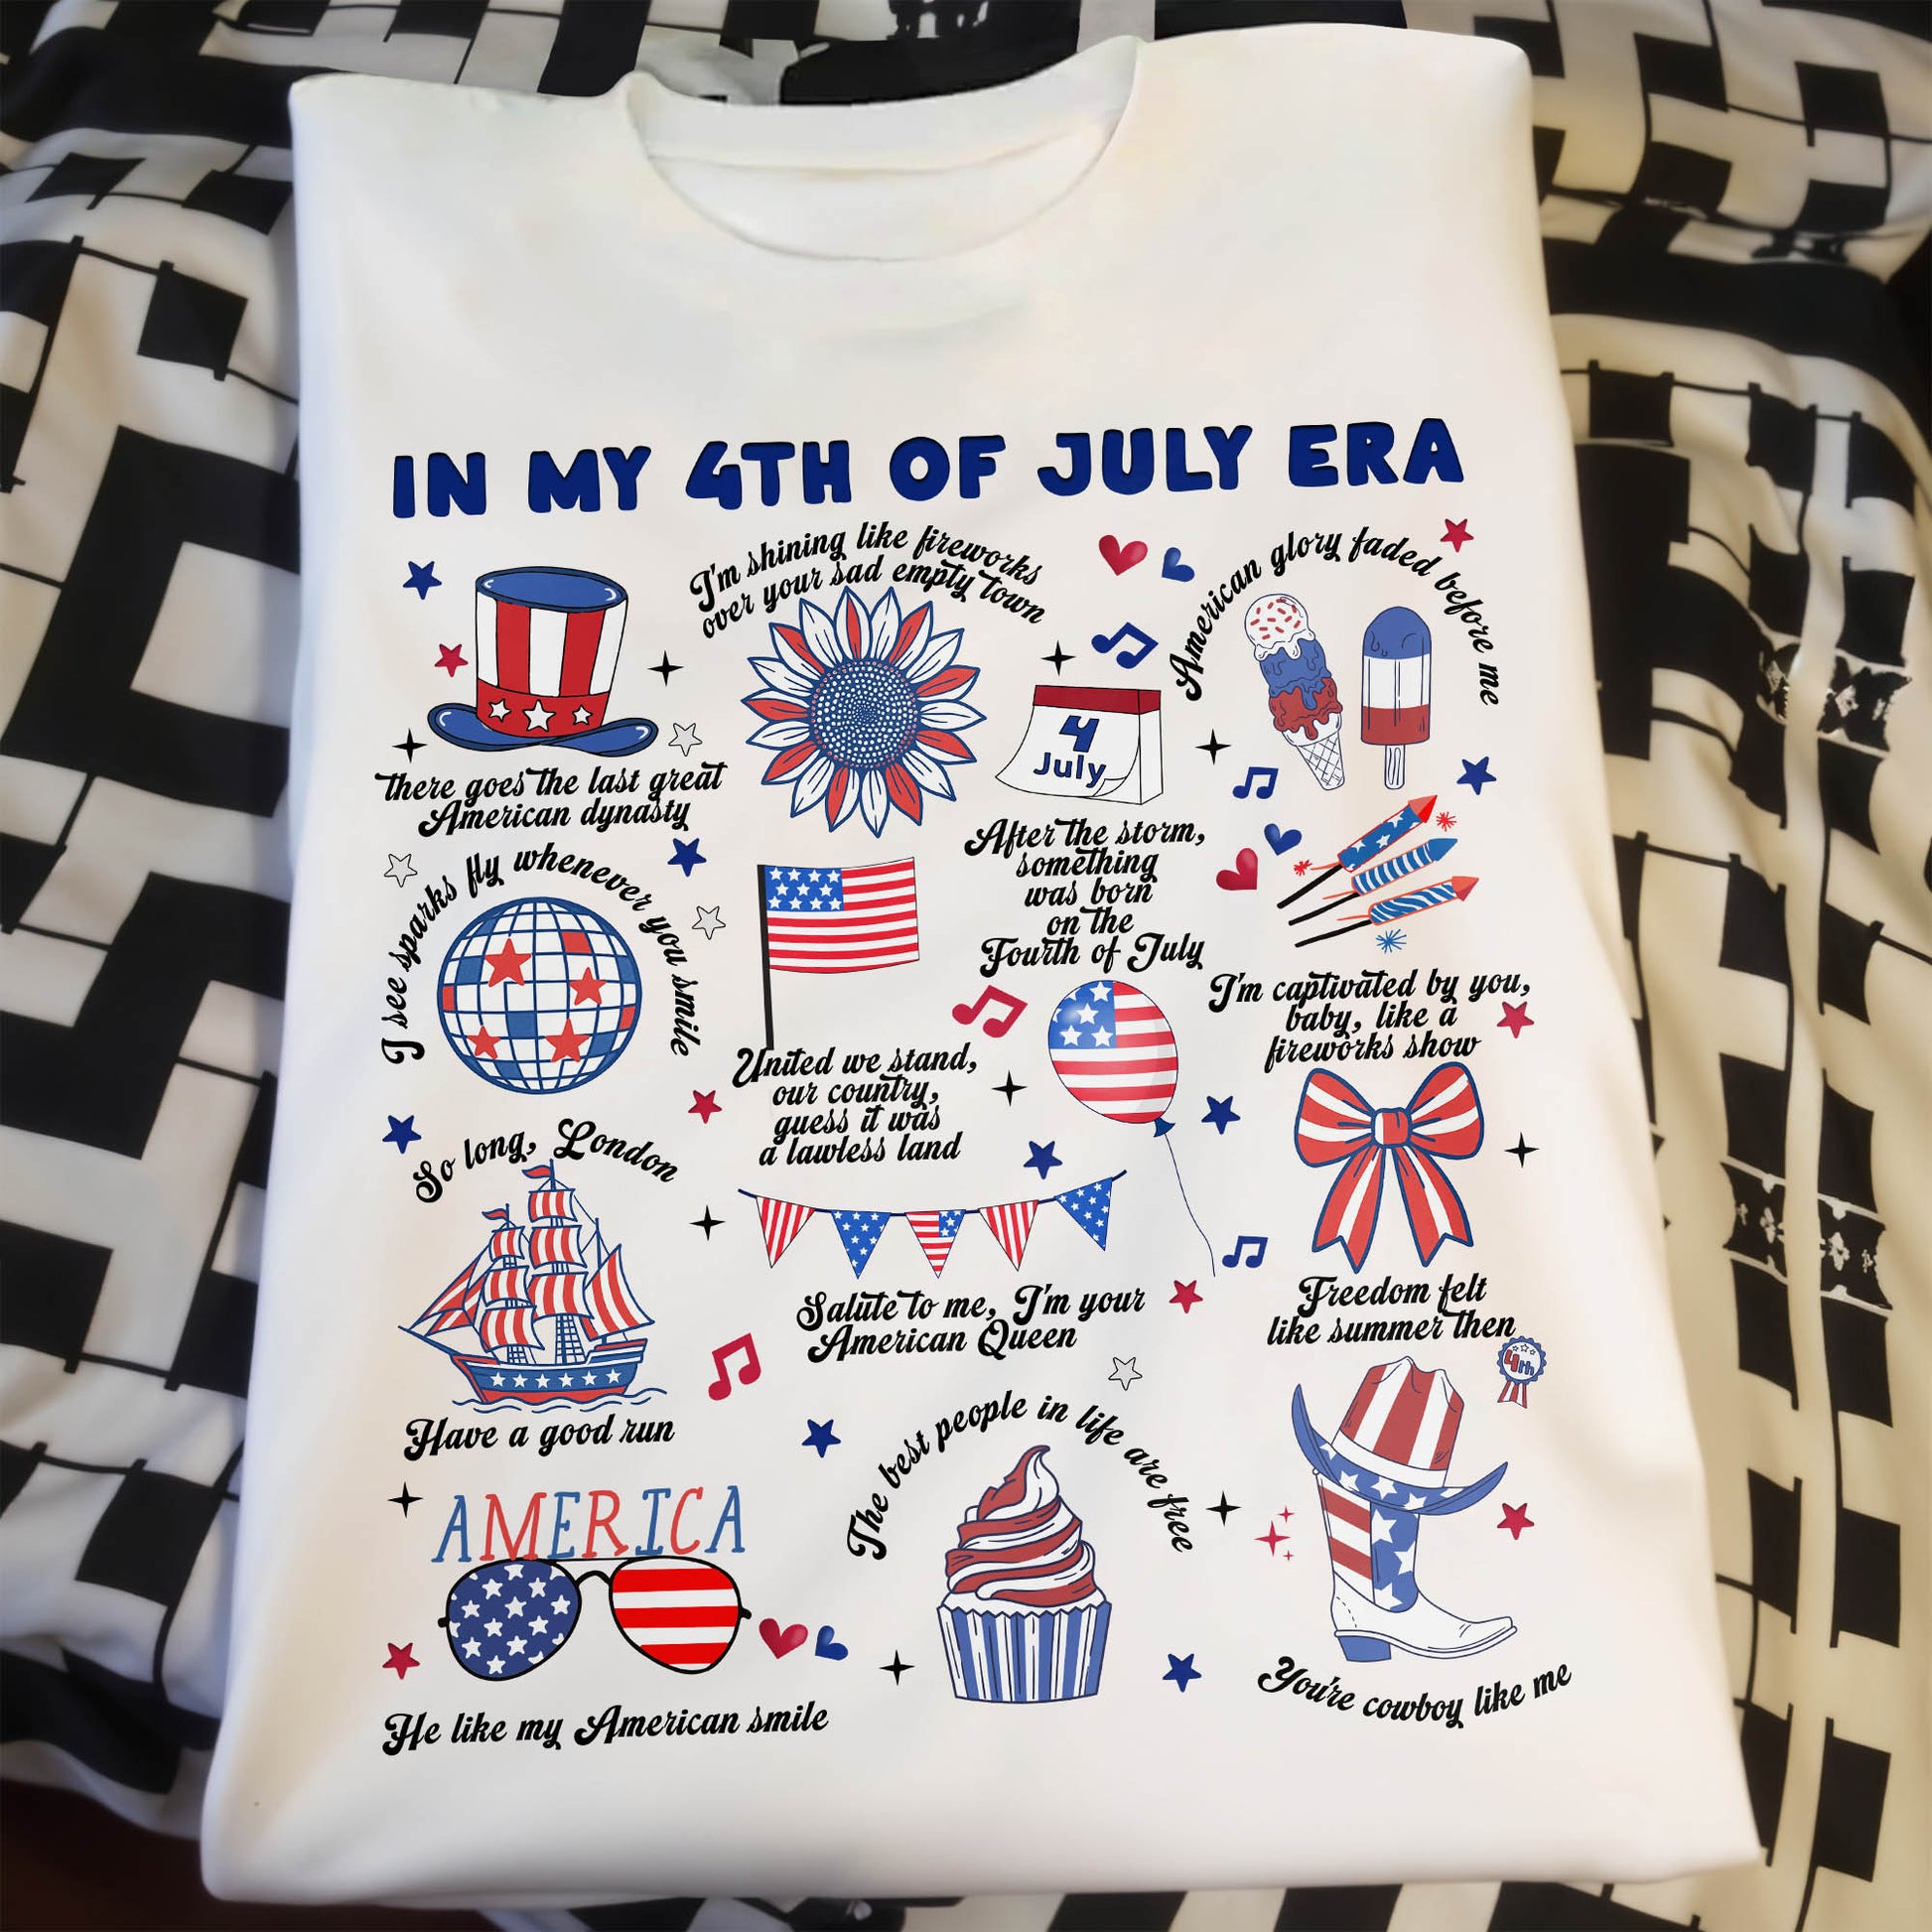 IN MY 4TH OF JULY ERA
I'm shining like fireworks
over your sad empty town
American glory faded before me
4
July
there goes the last great
American dynasty
I see sparks fly whenever you smile
After the storm,
something
was born
on the
Fourth of July
I'm captivated by you,
baby, like a
fireworks show
United we stand,
our country,
guess it was
a lawless land
So long, London
Have a good run
Salute to me, I'm your
American Queen
Freedom felt
like summer then
4th
The best people in life are free
AMERICA
He like my American smile
You're cowboy like me